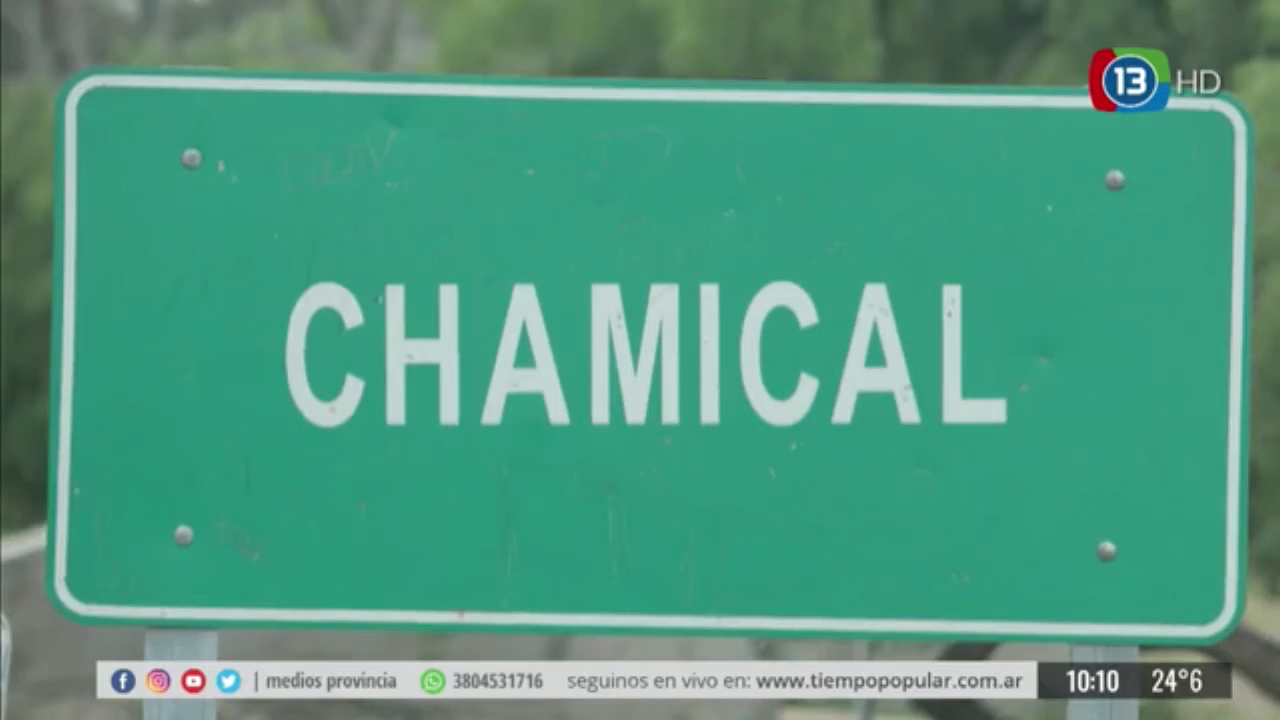 13 HD
CHAMICAL
| medios provincia 3804531716 seguinos en vivo en: www.tiempopopular.com.ar 10:10 24°6